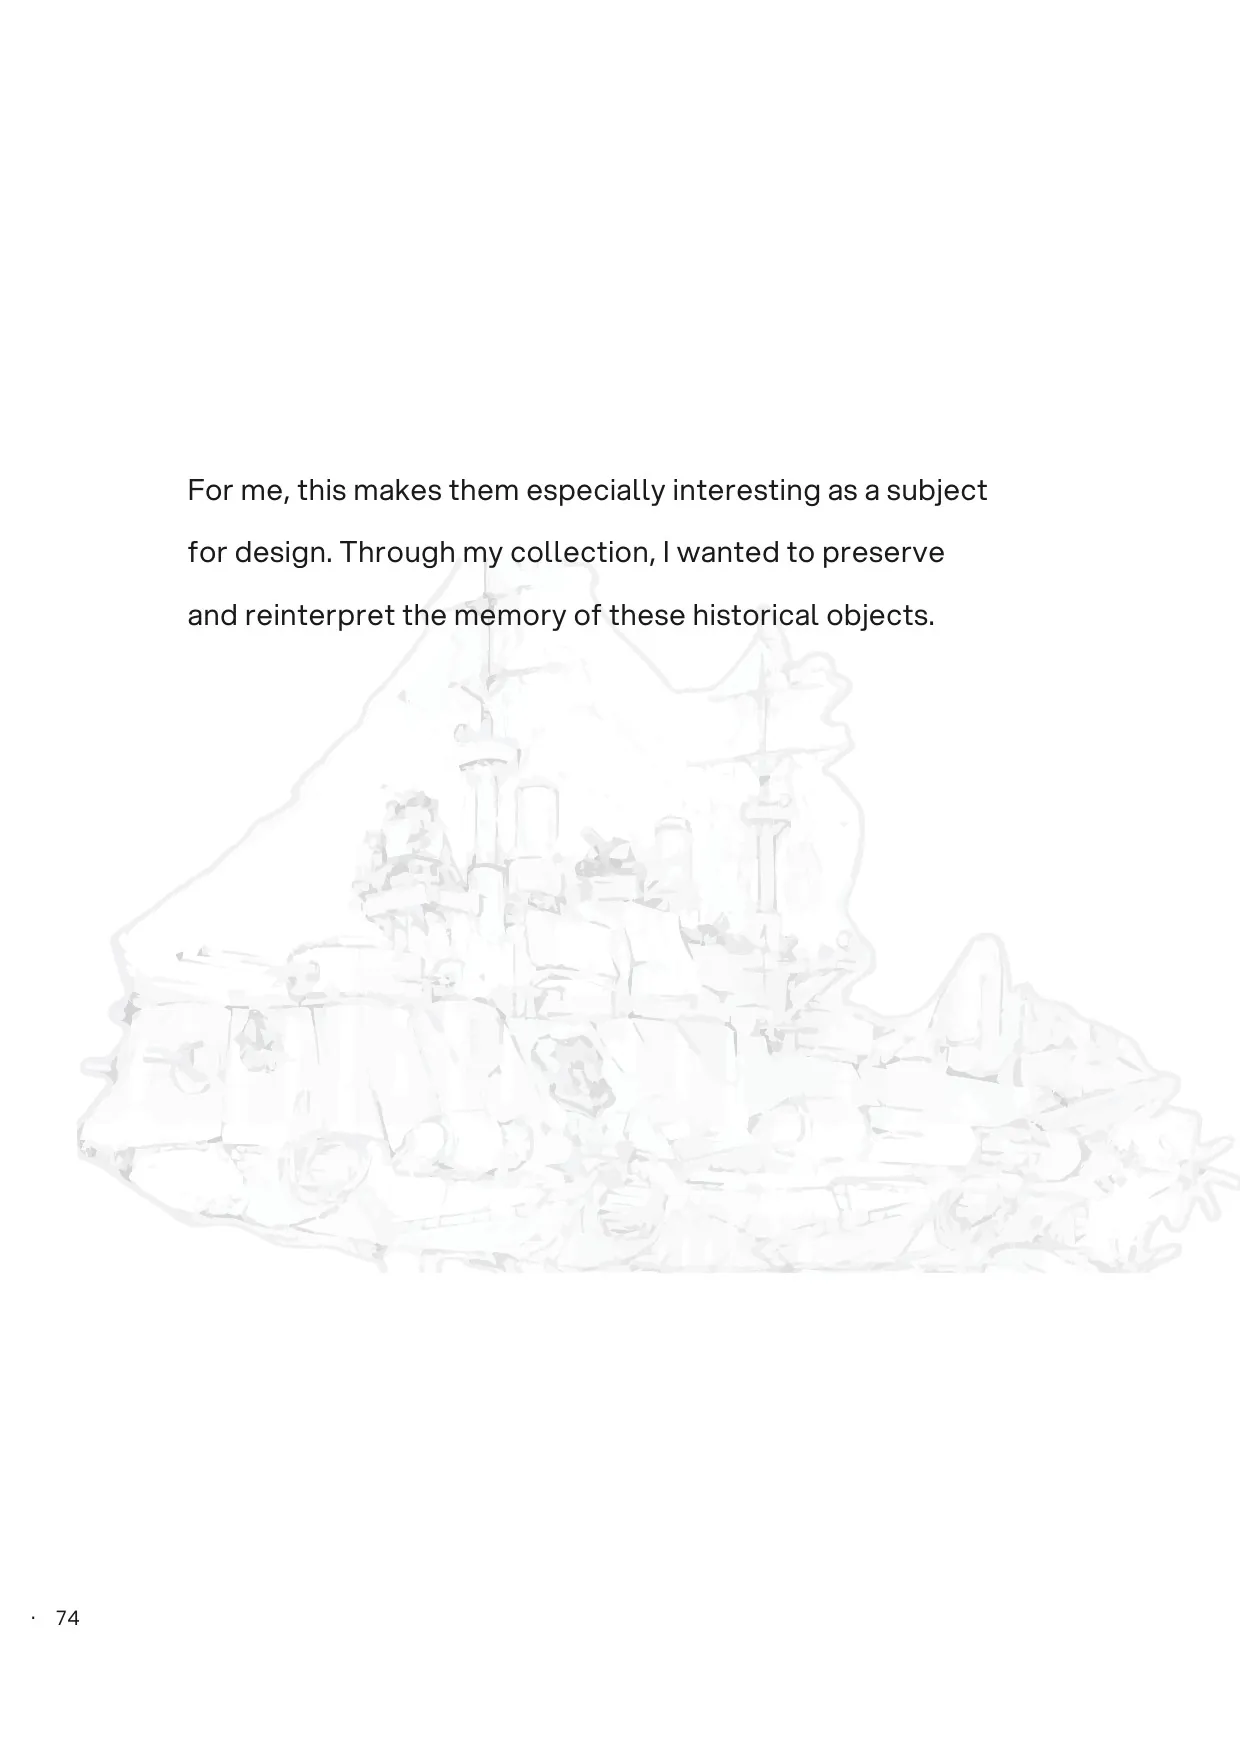 For me, this makes them especially interesting as a subject
for design. Through my collection, I wanted to preserve
and reinterpret the memory of these historical objects.
· 74